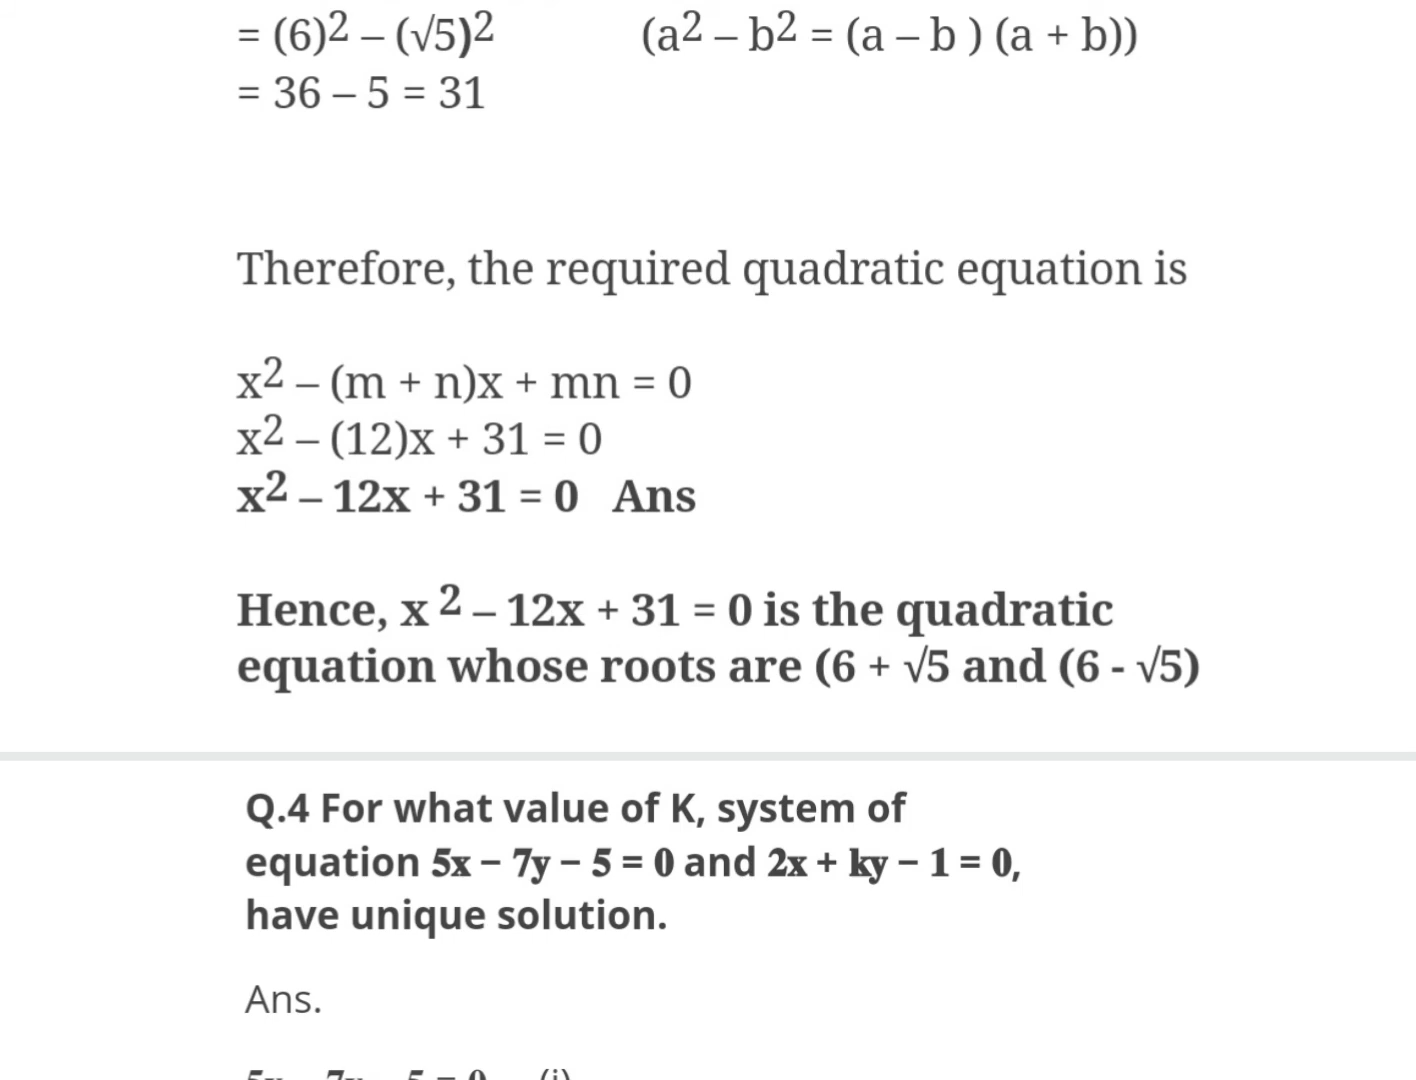 = (6)2 – (√5)2 (a2 – b2 = (a – b ) (a + b))
= 36 – 5 = 31
Therefore, the required quadratic equation is
x2 – (m + n)x + mn = 0
x2 – (12)x + 31 = 0
x2 – 12x + 31 = 0 Ans
Hence, x 2 – 12x + 31 = 0 is the quadratic
equation whose roots are (6 + √5 and (6 - √5)
Q.4 For what value of K, system of
equation 5x − 7y − 5 = 0 and 2x + ky − 1 = 0,
have unique solution.
Ans.